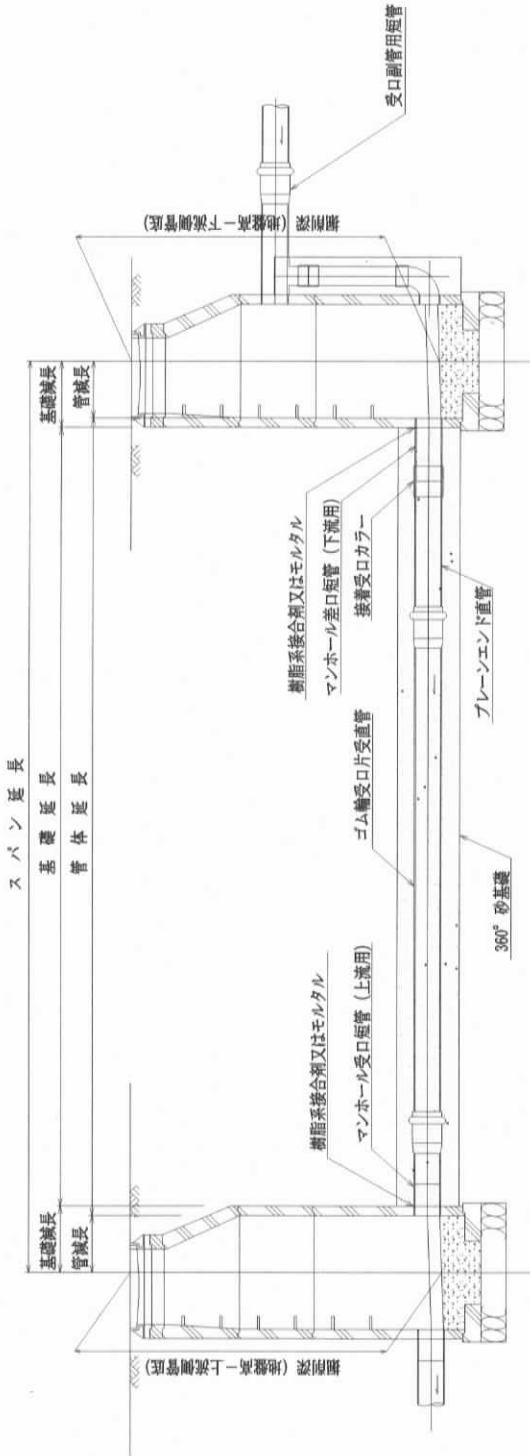 スパン延長
基礎延長
管体延長
基礎減長
管減長
基礎減長
管減長
掘削深（地盤高－上流側管底）
掘削深（地盤高－下流側管底）
樹脂系接合剤又はモルタル
マンホール受口短管（上流用）
ゴム輪受口片受直管
樹脂系接合剤又はモルタル
マンホール差口短管（下流用）
接着受口カラー
受口副管用短管
プレーンエンド直管
360° 砂基礎